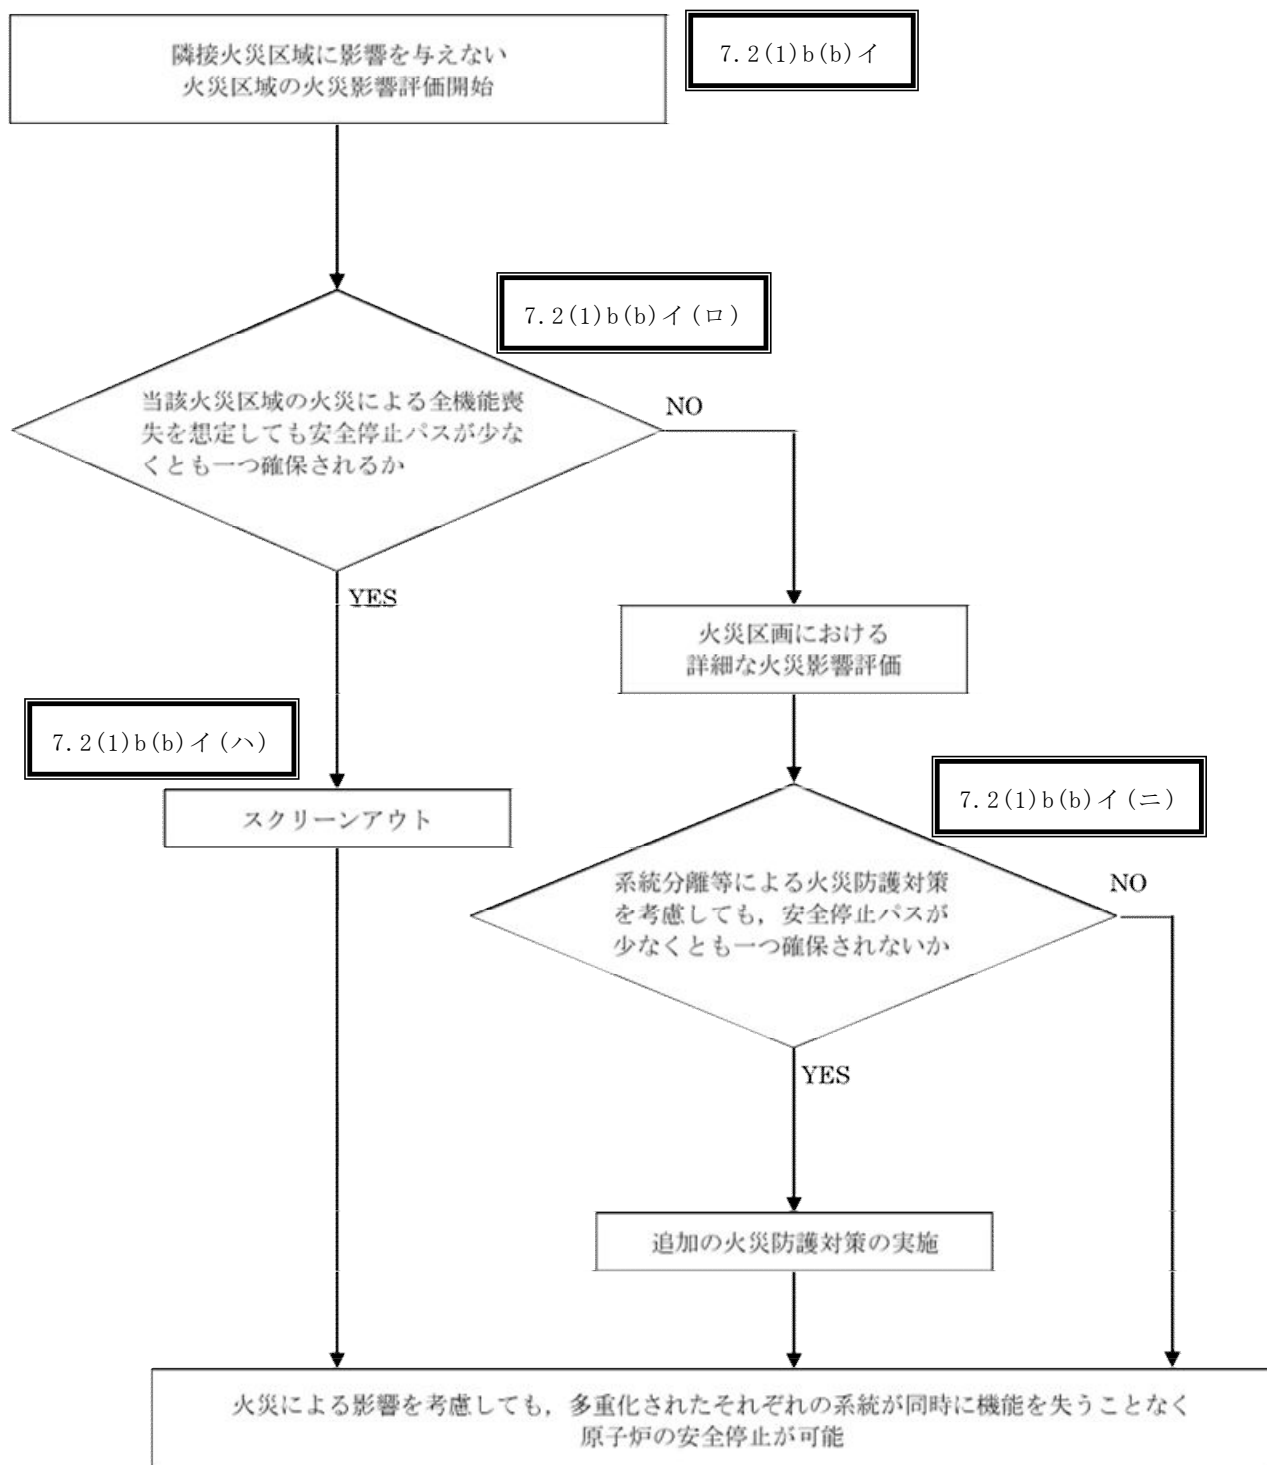 隣接火災区域に影響を与えない
火災区域の火災影響評価開始
7.2(1)b(b)イ
7.2(1)b(b)イ(ロ)
当該火災区域の火災による全機能喪
失を想定しても安全停止パスが少な
くとも一つ確保されるか
NO
YES
火災区画における
詳細な火災影響評価
7.2(1)b(b)イ(ハ)
スクリーンアウト
7.2(1)b(b)イ(ニ)
系統分離等による火災防護対策
を考慮しても，安全停止パスが
少なくとも一つ確保されないか
NO
YES
追加の火災防護対策の実施
火災による影響を考慮しても，多重化されたそれぞれの系統が同時に機能を失うことなく
原子炉の安全停止が可能